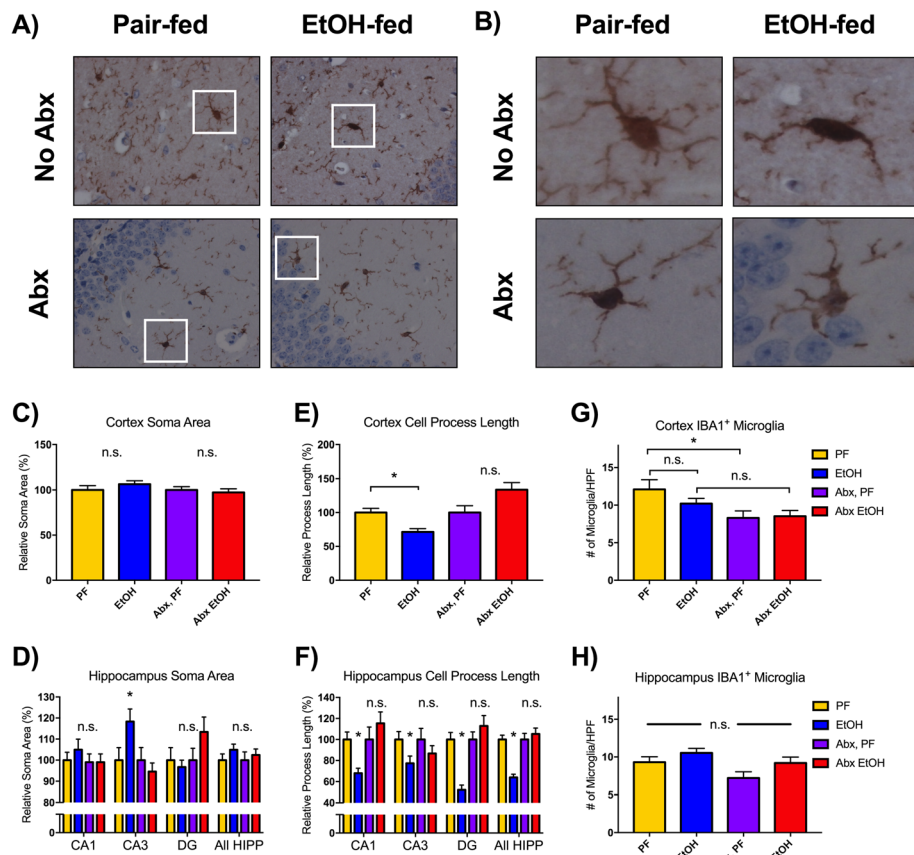 A)
Pair-fed
EtOH-fed
No Abx
Abx
B)
Pair-fed
EtOH-fed
No Abx
Abx
C)
Cortex Soma Area
Relative Soma Area (%)
150
100
50
0
n.s.
n.s.
PF
EtOH
Abx, PF
Abx EtOH
E)
Cortex Cell Process Length
Relative Process Length (%)
200
150
100
50
0
*
n.s.
PF
EtOH
Abx, PF
Abx EtOH
G)
Cortex IBA1+ Microglia
# of Microglia/HPF
15
10
5
0
*
n.s.
n.s.
PF
EtOH
Abx, PF
Abx EtOH
PF
EtOH
Abx, PF
Abx EtOH
D)
Hippocampus Soma Area
Relative Soma Area (%)
130
120
110
100
90
80
0
n.s.
*
n.s.
n.s.
CA1
CA3
DG
All HIPP
F)
Hippocampus Cell Process Length
Relative Process Length (%)
140
120
100
80
60
40
0
n.s.
*
*
n.s.
*
n.s.
*
CA1
CA3
DG
All HIPP
H)
Hippocampus IBA1+ Microglia
# of Microglia/HPF
15
10
5
0
n.s.
PF
EtOH
Abx, PF
Abx EtOH